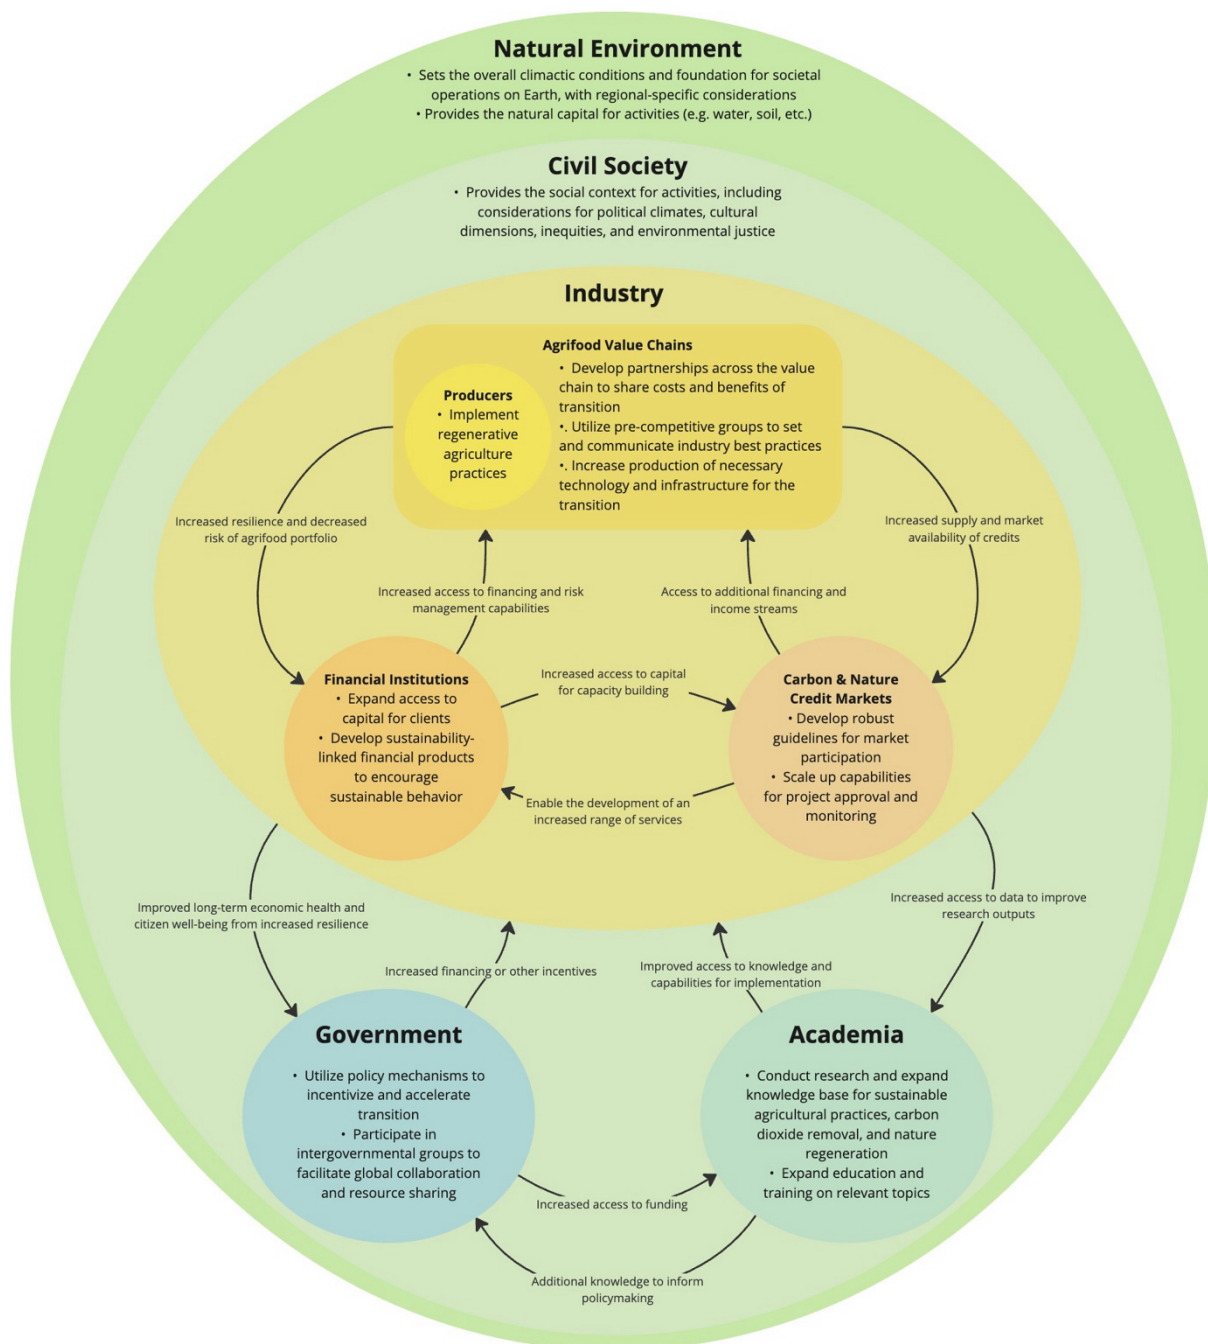 Natural Environment
• Sets the overall climactic conditions and foundation for societal
operations on Earth, with regional-specific considerations
• Provides the natural capital for activities (e.g. water, soil, etc.)
Civil Society
• Provides the social context for activities, including
considerations for political climates, cultural
dimensions, inequities, and environmental justice
Industry
Agrifood Value Chains
Producers
• Implement
regenerative
agriculture
practices
• Develop partnerships across the value
chain to share costs and benefits of
transition
•. Utilize pre-competitive groups to set
and communicate industry best practices
•. Increase production of necessary
technology and infrastructure for the
transition
Increased resilience and decreased
risk of agrifood portfolio
Increased supply and market
availability of credits
Increased access to financing and risk
management capabilities
Access to additional financing and
income streams
Financial Institutions
• Expand access to
capital for clients
• Develop sustainability-
linked financial products
to encourage
sustainable behavior
Increased access to capital
for capacity building
Carbon & Nature
Credit Markets
• Develop robust
guidelines for market
participation
• Scale up capabilities
for project approval and
monitoring
Enable the development of an
increased range of services
Improved long-term economic health and
citizen well-being from increased resilience
Increased access to data to improve
research outputs
Increased financing or other incentives
Improved access to knowledge and
capabilities for implementation
Government
• Utilize policy mechanisms to
incentivize and accelerate
transition
• Participate in
intergovernmental groups to
facilitate global collaboration
and resource sharing
Academia
• Conduct research and expand
knowledge base for sustainable
agricultural practices, carbon
dioxide removal, and nature
regeneration
• Expand education and
training on relevant topics
Increased access to funding
Additional knowledge to inform
policymaking